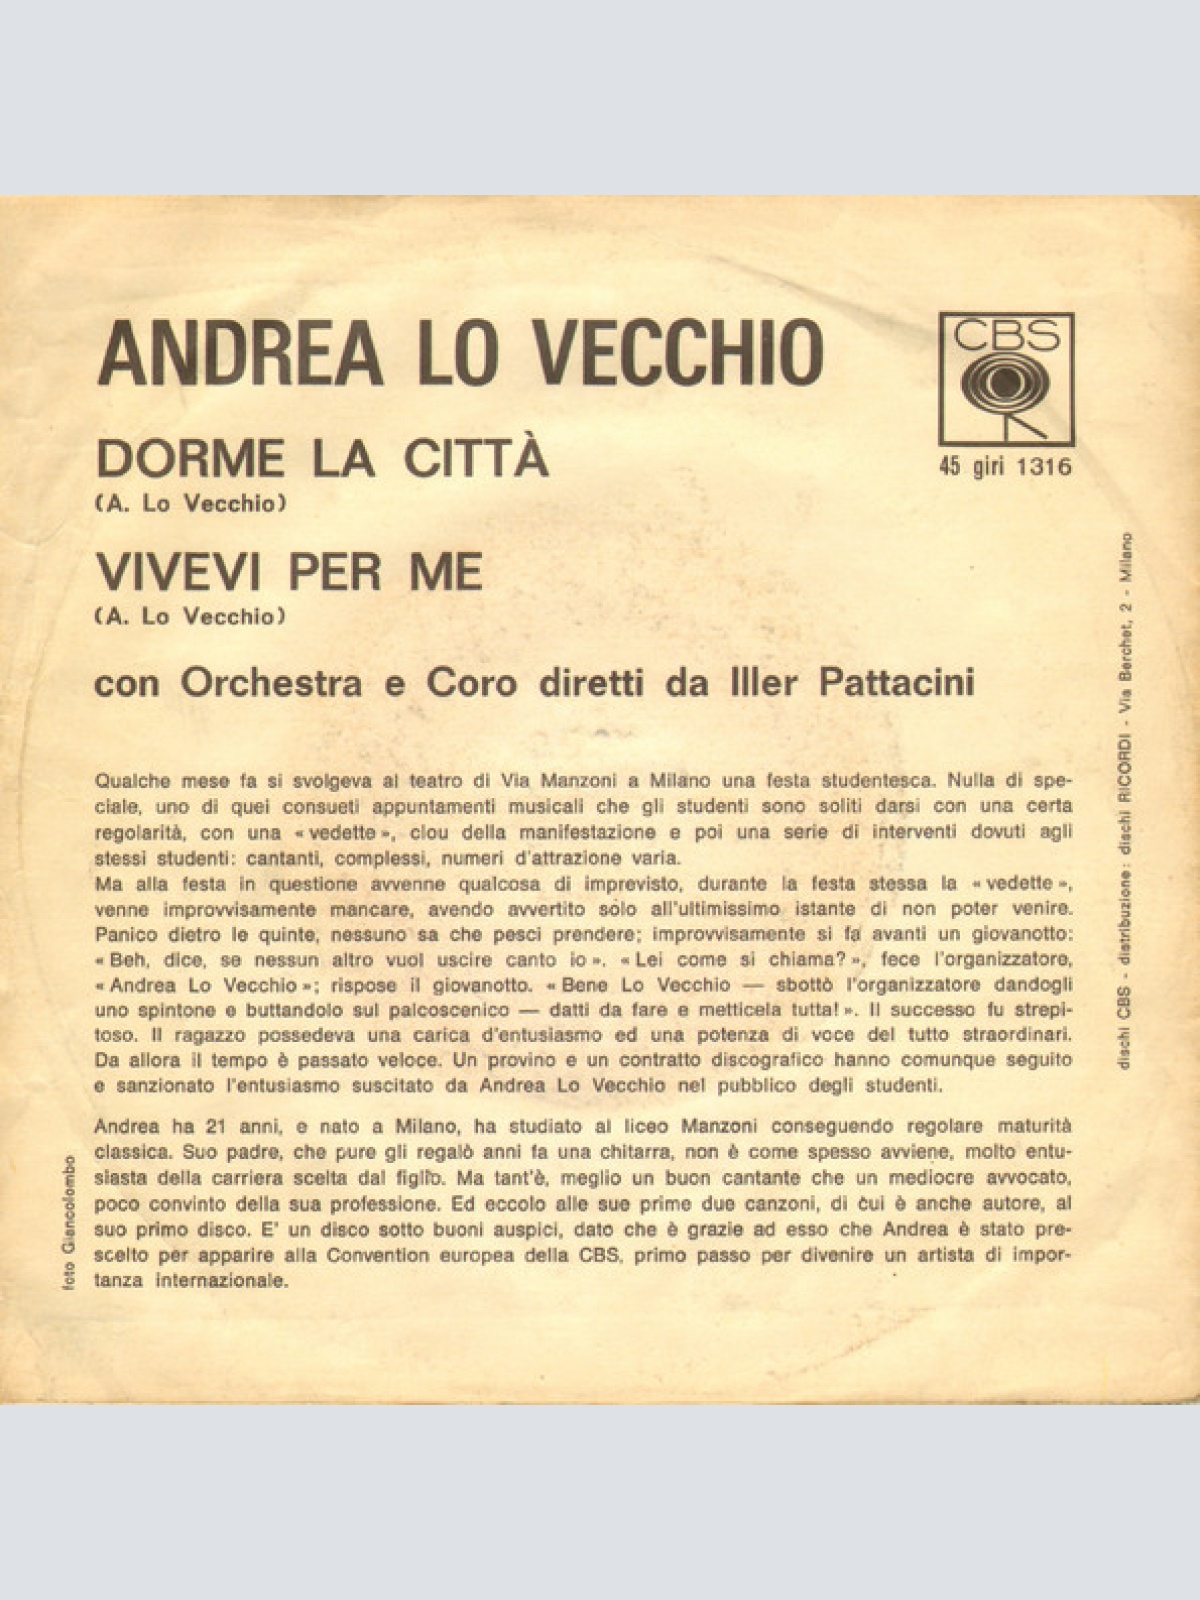 ANDREA LO VECCHIO
CBS
45 giri 1316
DORME LA CITTÀ
(A. Lo Vecchio)
VIVEVI PER ME
(A. Lo Vecchio)
con Orchestra e Coro diretti da Iller Pattacini
Qualche mese fa si svolgeva al teatro di Via Manzoni a Milano una festa studentesca. Nulla di spe-
ciale, uno di quei consueti appuntamenti musicali che gli studenti sono soliti darsi con una certa
regolarità, con una « vedette », clou della manifestazione e poi una serie di interventi dovuti agli
stessi studenti: cantanti, complessi, numeri d'attrazione varia.
Ma alla festa in questione avvenne qualcosa di imprevisto, durante la festa stessa la « vedette »,
venne improvvisamente mancare, avendo avvertito solo all'ultimissimo istante di non poter venire.
Panico dietro le quinte, nessuno sa che pesci prendere; improvvisamente si fa avanti un giovanotto:
« Beh, dice, se nessun altro vuol uscire canto io ». « Lei come si chiama? », fece l'organizzatore,
« Andrea Lo Vecchio »; rispose il giovanotto. « Bene Lo Vecchio — sbottò l'organizzatore dandogli
uno spintone e buttandolo sul palcoscenico — datti da fare e metticela tutta! ». Il successo fu strepi-
toso. Il ragazzo possedeva una carica d'entusiasmo ed una potenza di voce del tutto straordinari.
Da allora il tempo è passato veloce. Un provino e un contratto discografico hanno comunque seguito
e sanzionato l'entusiasmo suscitato da Andrea Lo Vecchio nel pubblico degli studenti.
Andrea ha 21 anni, e nato a Milano, ha studiato al liceo Manzoni conseguendo regolare maturità
classica. Suo padre, che pure gli regalò anni fa una chitarra, non è come spesso avviene, molto entu-
siasta della carriera scelta dal figlio. Ma tant'è, meglio un buon cantante che un mediocre avvocato,
poco convinto della sua professione. Ed eccolo alle sue prime due canzoni, di cui è anche autore, al
suo primo disco. E' un disco sotto buoni auspici, dato che è grazie ad esso che Andrea è stato pre-
scelto per apparire alla Convention europea della CBS, primo passo per divenire un artista di impor-
tanza internazionale.
foto Giancolombo
dischi CBS - distribuzione: dischi RICORDI - Via Berchet, 2 - Milano